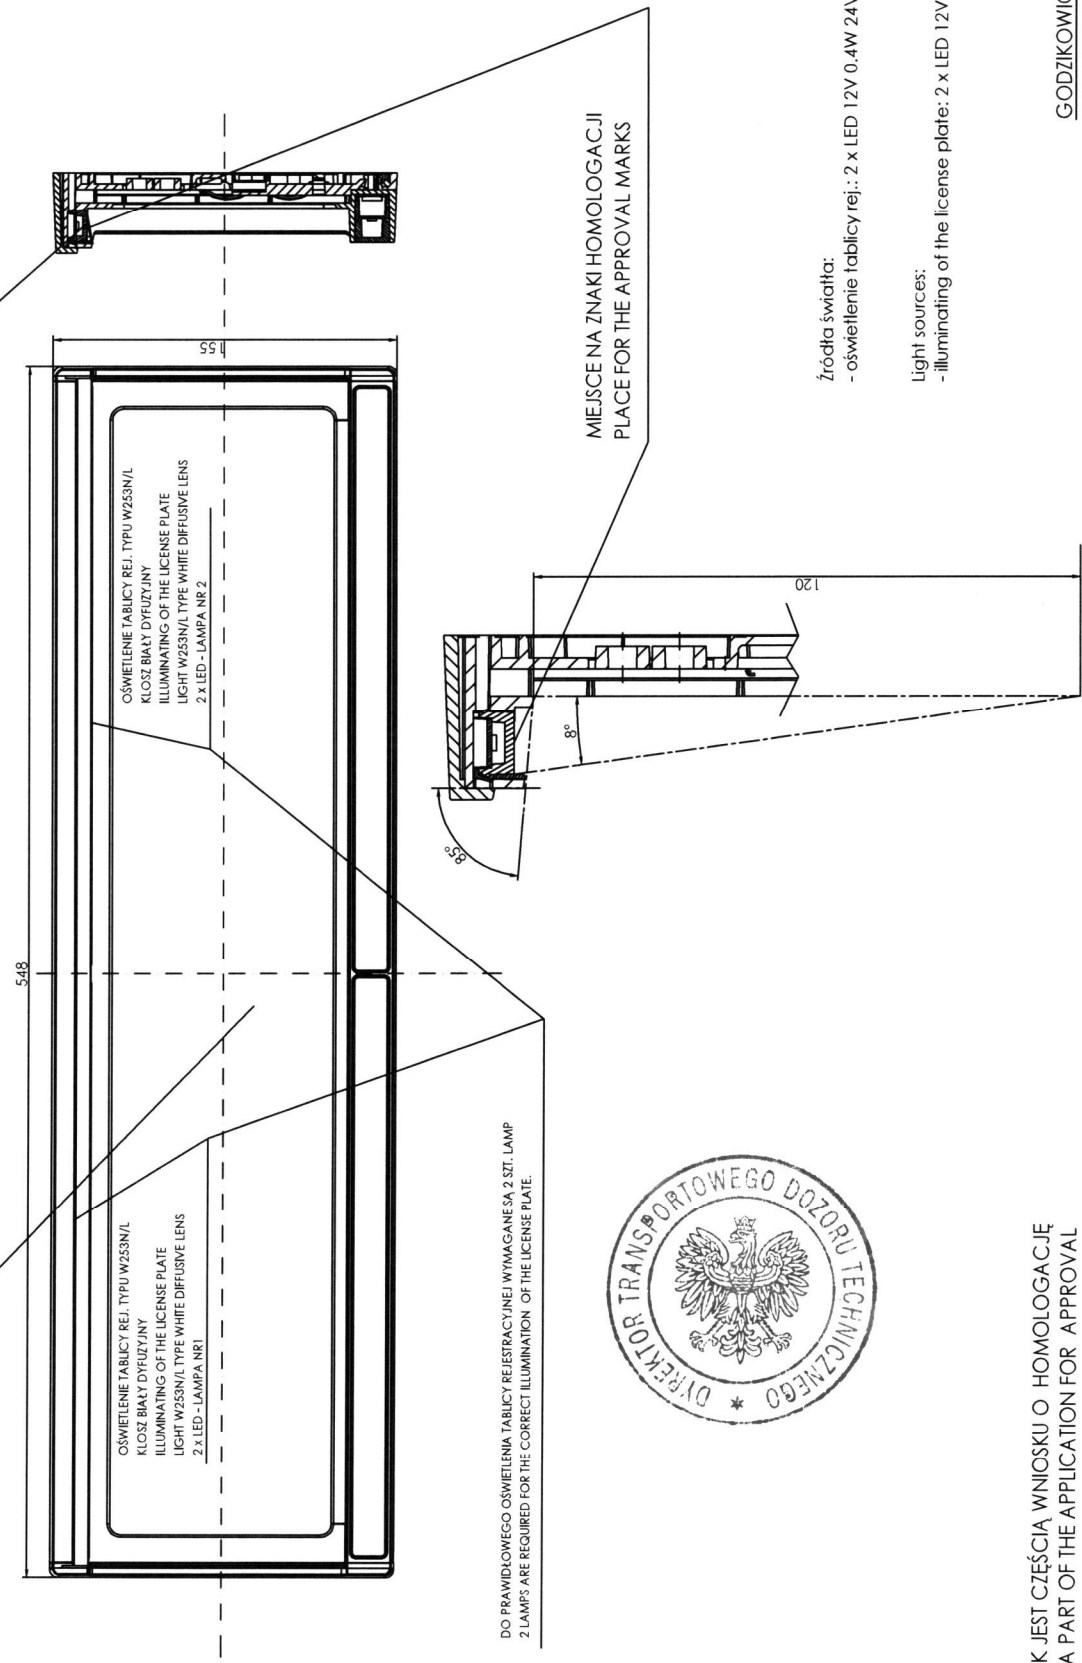 548
155
OŚWIETLENIE TABLICY REJ. TYPU W253N/L
KLOSZ BIAŁY DYFUZYJNY
ILLUMINATING OF THE LICENSE PLATE
LIGHT W253N/L TYPE WHITE DIFFUSIVE LENS
2 x LED - LAMPA NR1
OŚWIETLENIE TABLICY REJ. TYPU W253N/L
KLOSZ BIAŁY DYFUZYJNY
ILLUMINATING OF THE LICENSE PLATE
LIGHT W253N/L TYPE WHITE DIFFUSIVE LENS
2 x LED - LAMPA NR 2
DO PRAWIDŁOWEGO OŚWIETLENIA TABLICY REJESTRACYJNEJ WYMAGANE SĄ 2 SZT. LAMP
2 LAMPS ARE REQUIRED FOR THE CORRECT ILLUMINATION OF THE LICENSE PLATE.
85°
8°
120
MIEJSCE NA ZNAKI HOMOLOGACJI
PLACE FOR THE APPROVAL MARKS
DYREKTOR TRANSPORTOWEGO DOZORU TECHNICZNEGO
Źródła światła:
- oświetlenie tablicy rej.: 2 x LED 12V 0.4W 24V
Light sources:
- illuminating of the license plate: 2 x LED 12V
K JEST CZĘŚCIĄ WNIOSKU O HOMOLOGACJĘ
A PART OF THE APPLICATION FOR APPROVAL
GODZIKOWIC